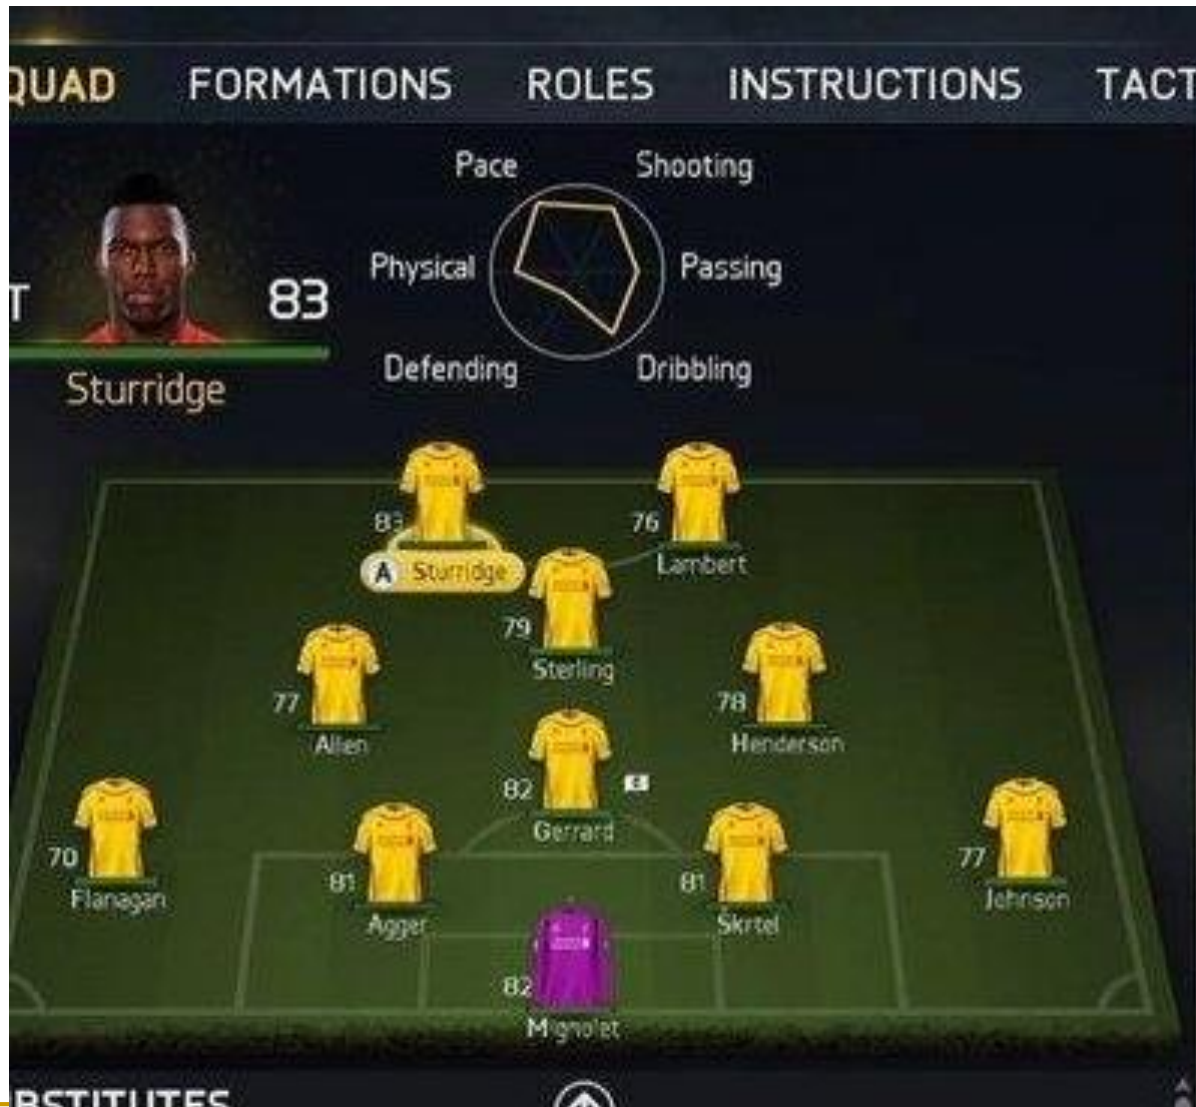 QUAD FORMATIONS ROLES INSTRUCTIONS TACT
Pace Shooting
Physical Passing
T 83
Defending Dribbling
Sturridge
83 76
A Sturridge Lambert
79
Sterling
77 78
Allen Henderson
82
Gerrard
70 77
Flanagan Johnson
81 81
Agger Skrtel
82
Mignolet
BSTITUTES